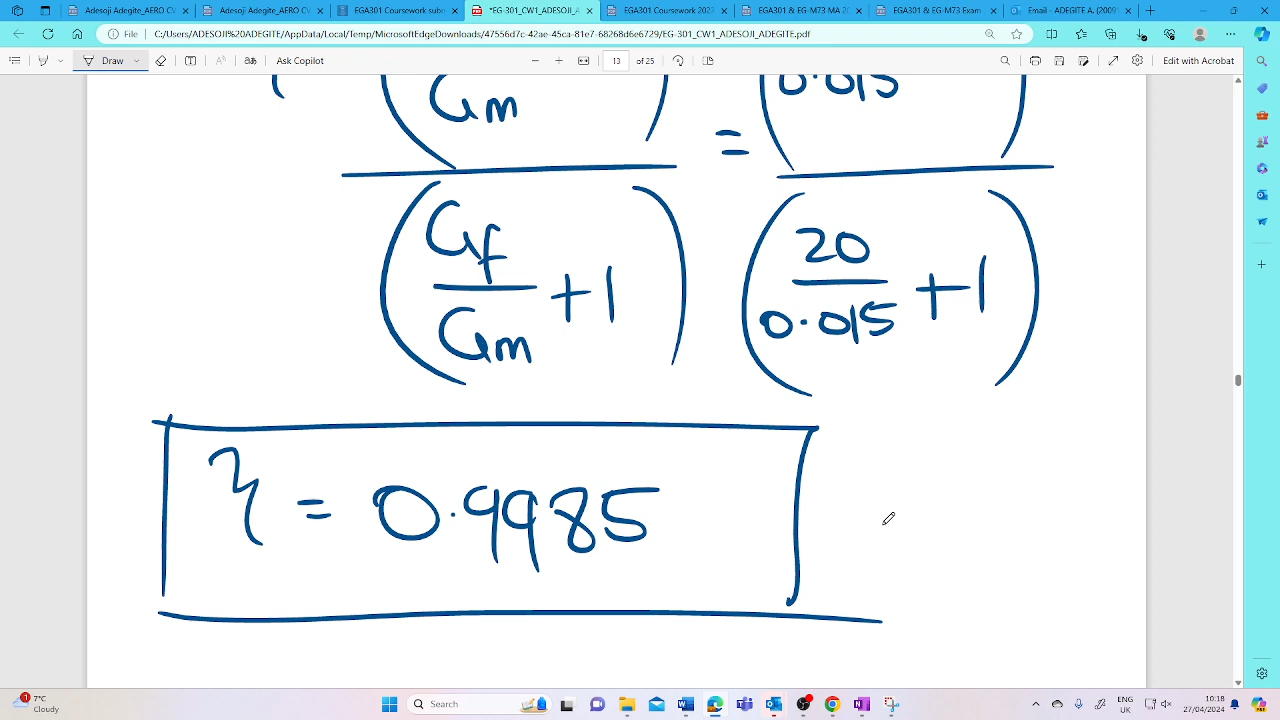 Adesoji Adegite_AERO CV
Adesoji Adegite_AERO CV
EGA301 Coursework subm
*EG-301_CW1_ADESOJI_A
EGA301 Coursework 2023
EGA301 & EG-M73 MA 20
EGA301 & EG-M73 Exam
Email - ADEGITE A. (20091
File
C:/Users/ADESOJI%20ADEGITE/AppData/Local/Temp/MicrosoftEdgeDownloads/47556d7c-42ae-45ca-81e7-68268d6e6729/EG-301_CW1_ADESOJI_ADEGITE.pdf
Draw
Ask Copilot
13 of 25
Edit with Acrobat
Gm
0.015
=
(Gf/Gm +1)
(20/0.015 +1)
η = 0.9985
7°C
Cloudy
Search
ENG
UK
10:18
27/04/2024